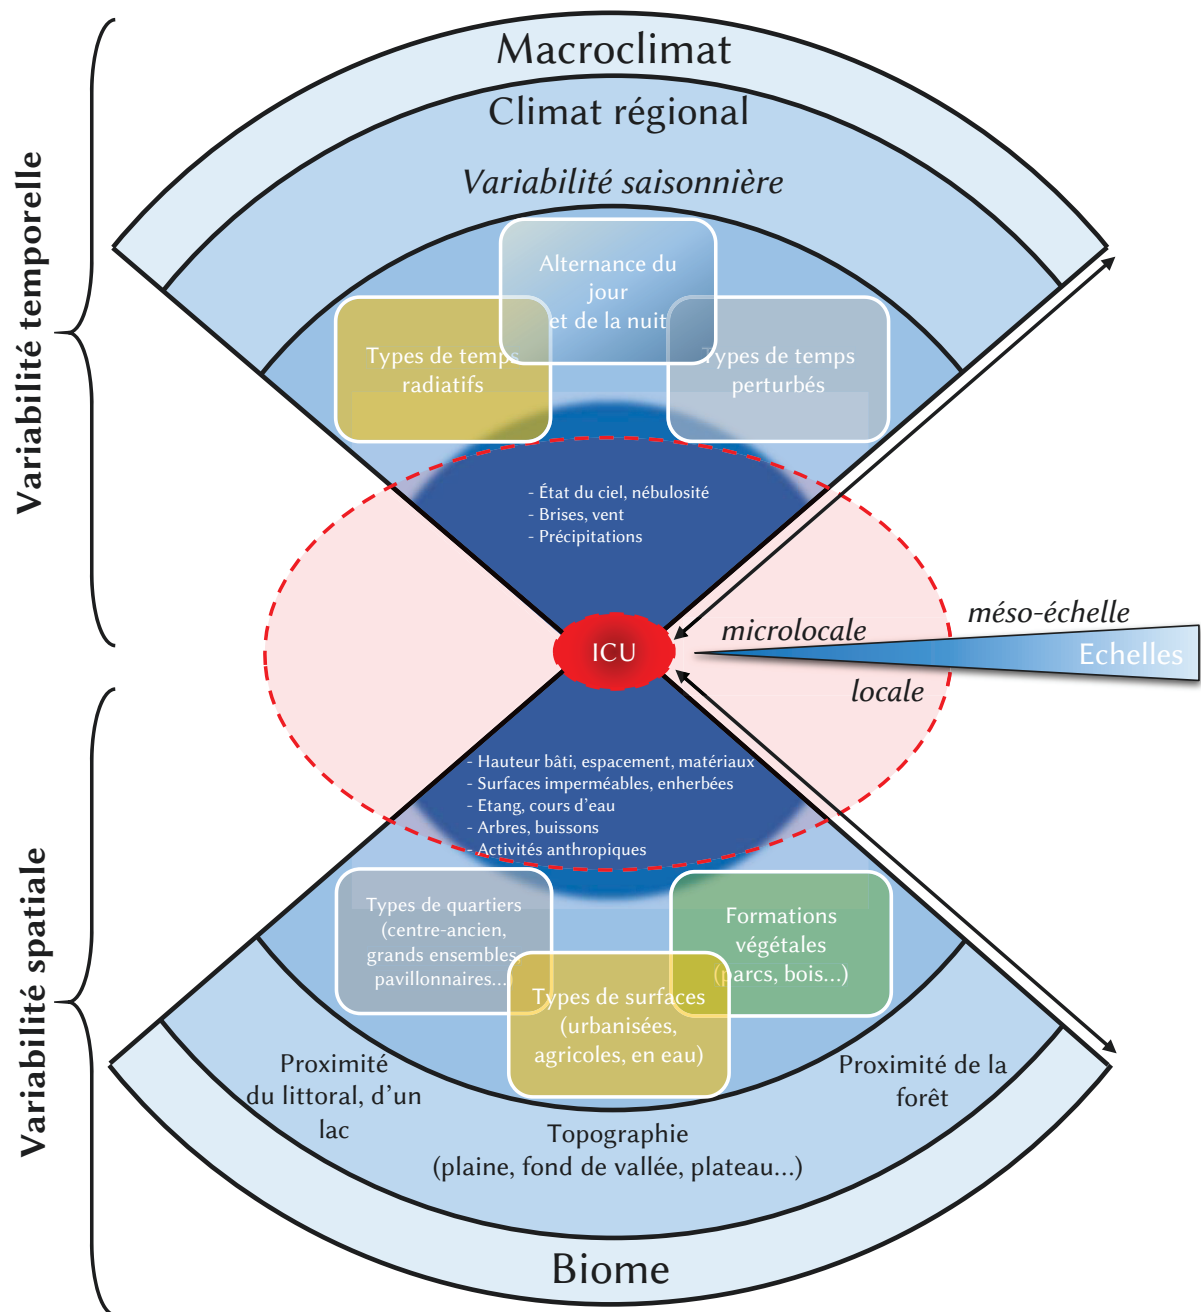 Macroclimat
Climat régional
Variabilité saisonnière
Variabilité temporelle
Alternance du
jour
et de la nuit
Types de temps
radiatifs
Types de temps
perturbés
- État du ciel, nébulosité
- Brises, vent
- Précipitations
ICU
microlocale
méso-échelle
Echelles
locale
Variabilité spatiale
- Hauteur bâti, espacement, matériaux
- Surfaces imperméables, enherbées
- Etang, cours d’eau
- Arbres, buissons
- Activités anthropiques
Types de quartiers
(centre-ancien,
grands ensembles,
pavillonnaires...)
Formations
végétales
(parcs, bois...)
Types de surfaces
(urbanisées,
agricoles, en eau)
Proximité
du littoral, d’un
lac
Proximité de la
forêt
Topographie
(plaine, fond de vallée, plateau...)
Biome